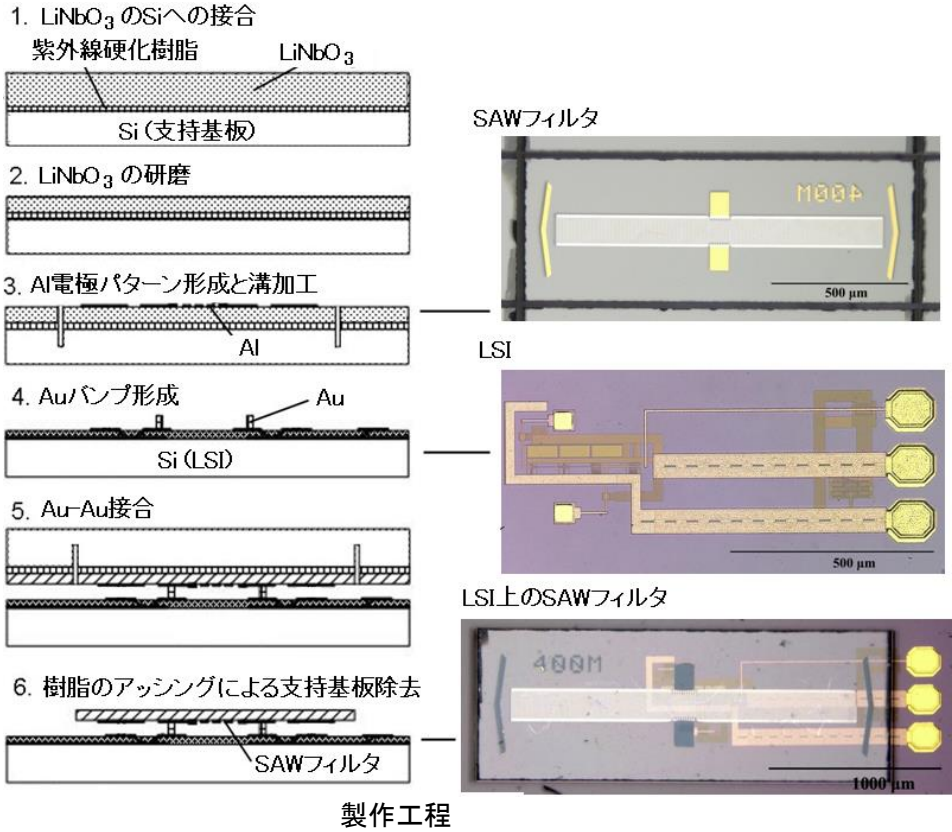 1. LiNbO3 のSiへの接合
紫外線硬化樹脂
LiNbO3
Si (支持基板)
2. LiNbO3 の研磨
3. Al電極パターン形成と溝加工
Al
4. Auバンプ形成
Au
Si (LSI)
5. Au-Au接合
6. 樹脂のアッシングによる支持基板除去
SAWフィルタ
SAWフィルタ
400M
500 μm
LSI
500 μm
LSI上のSAWフィルタ
400M
1000 μm
製作工程